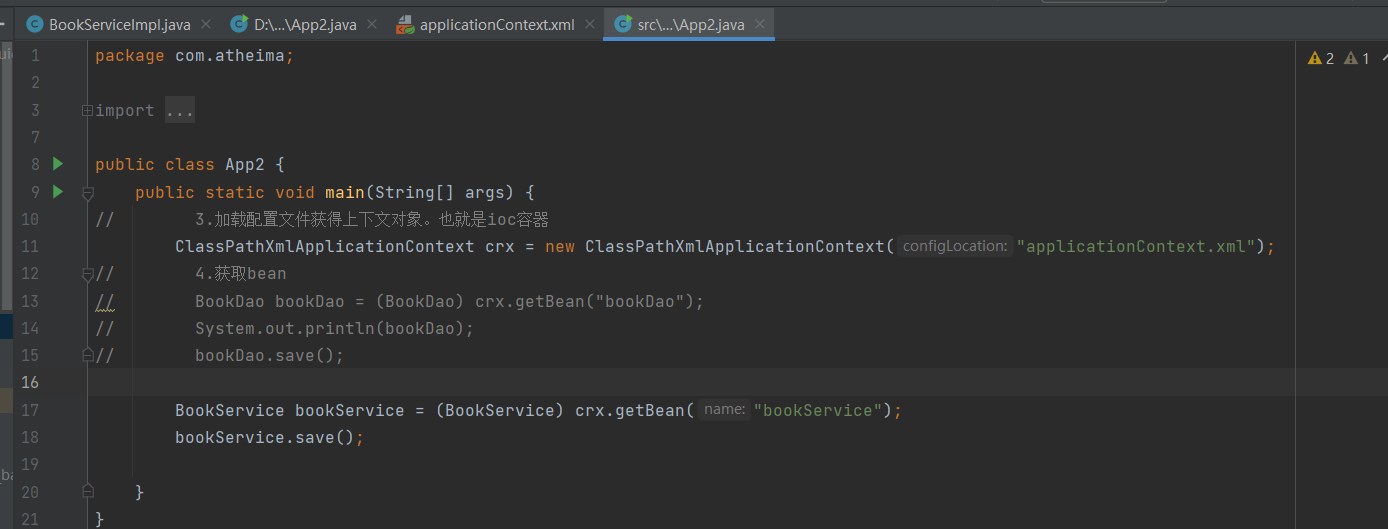 BookServiceImpl.java
D:\...\App2.java
applicationContext.xml
src\...\App2.java
2
1
1 package com.atheima;
2
3 import ...
7
8 public class App2 {
9 public static void main(String[] args) {
10 // 3.加载配置文件获得上下文对象。也就是ioc容器
11 ClassPathXmlApplicationContext crx = new ClassPathXmlApplicationContext( configLocation: "applicationContext.xml");
12 // 4.获取bean
13 // BookDao bookDao = (BookDao) crx.getBean("bookDao");
14 // System.out.println(bookDao);
15 // bookDao.save();
16
17 BookService bookService = (BookService) crx.getBean( name: "bookService");
18 bookService.save();
19
20 }
21 }